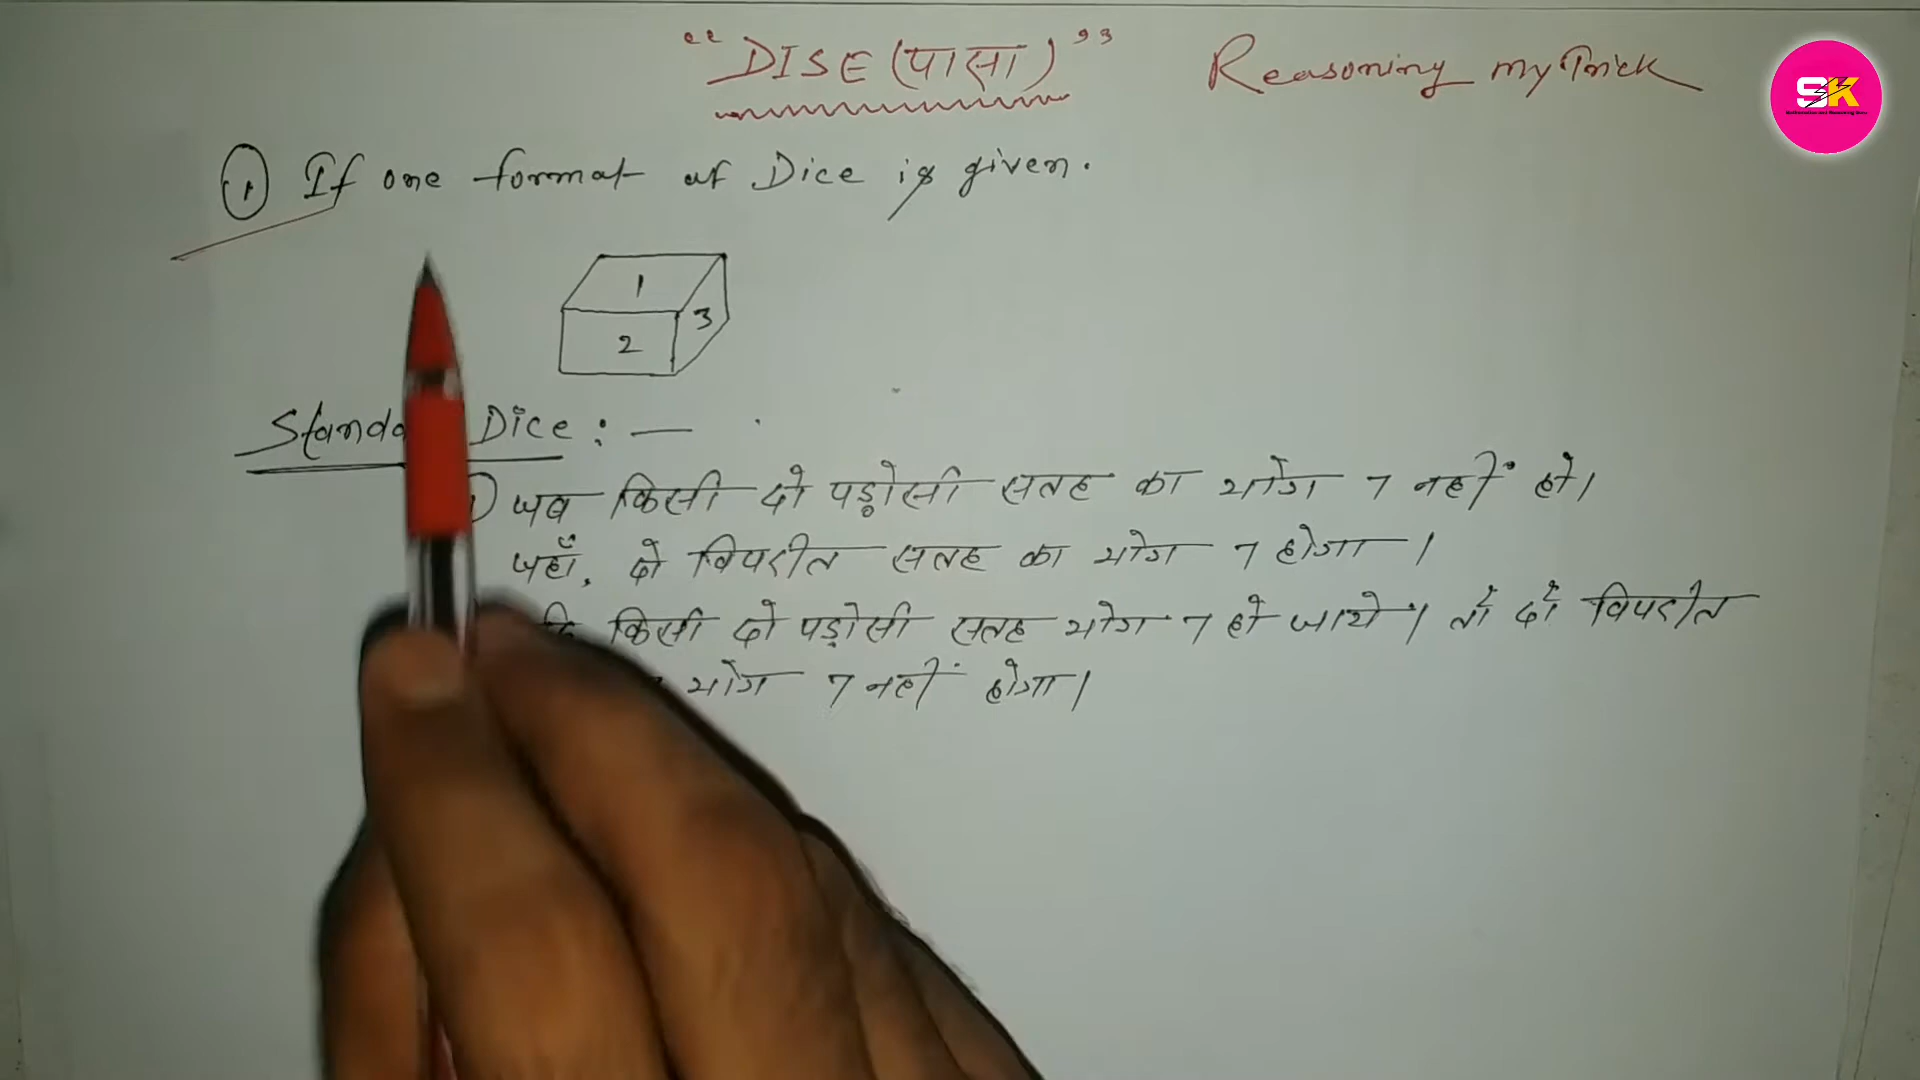 "DISE (पासा)" Reasoning my Trick
SK
① If one format of Dice is given.
1
2 3
Dice : —
जब किसी दो पड़ोसी सतह का योग 7 नहीं हो।
जहाँ, दो विपरीत सतह का योग 7 होगा।
किसी दो पड़ोसी सतह योग 7 हो जाये। तो दो विपरीत
योग 7 नहीं होगा।